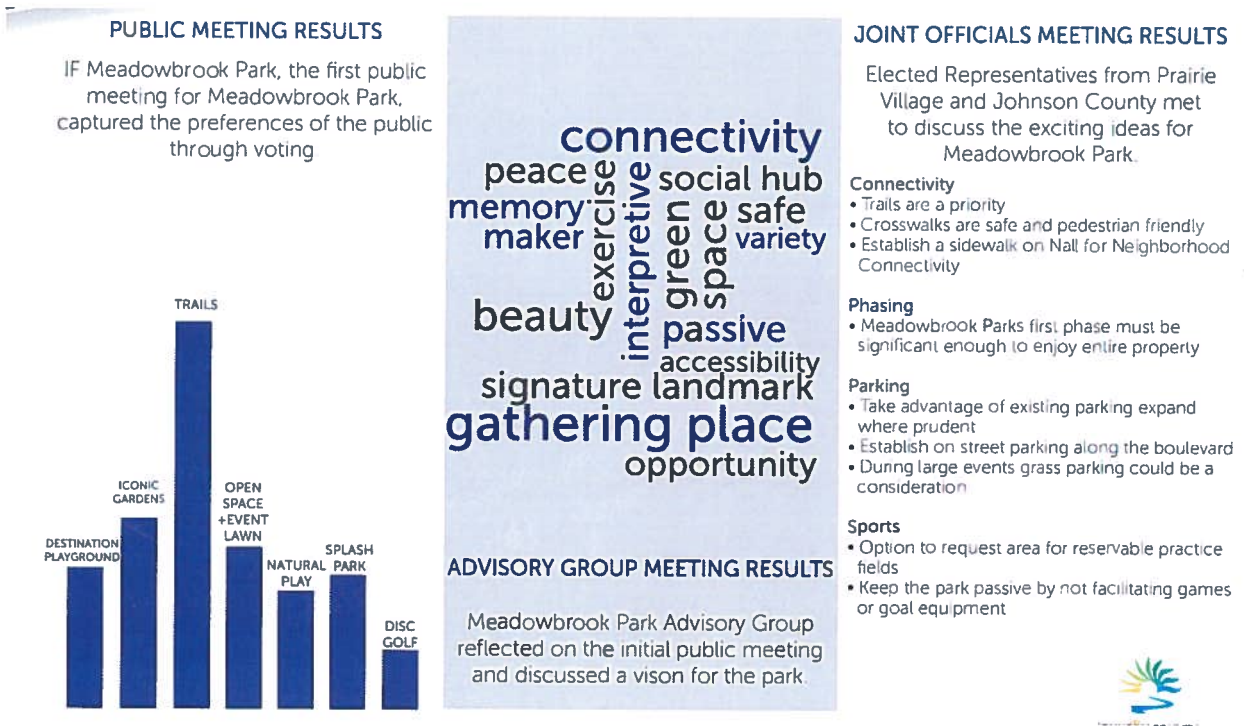 PUBLIC MEETING RESULTS
IF Meadowbrook Park, the first public
meeting for Meadowbrook Park,
captured the preferences of the public
through voting
TRAILS
ICONIC
GARDENS
OPEN
SPACE
+EVENT
LAWN
DESTINATION
PLAYGROUND
NATURAL
PLAY
SPLASH
PARK
DISC
GOLF
connectivity
peace
exercise
interpretive
social hub
memory
maker
green
space
safe
variety
beauty
passive
accessibility
signature landmark
gathering place
opportunity
ADVISORY GROUP MEETING RESULTS
Meadowbrook Park Advisory Group
reflected on the initial public meeting
and discussed a vison for the park.
JOINT OFFICIALS MEETING RESULTS
Elected Representatives from Prairie
Village and Johnson County met
to discuss the exciting ideas for
Meadowbrook Park.
Connectivity
• Trails are a priority
• Crosswalks are safe and pedestrian friendly
• Establish a sidewalk on Nall for Neighborhood
Connectivity
Phasing
• Meadowbrook Parks first phase must be
significant enough to enjoy entire property
Parking
• Take advantage of existing parking expand
where prudent
• Establish on street parking along the boulevard
• During large events grass parking could be a
consideration
Sports
• Option to request area for reservable practice
fields
• Keep the park passive by not facilitating games
or goal equipment